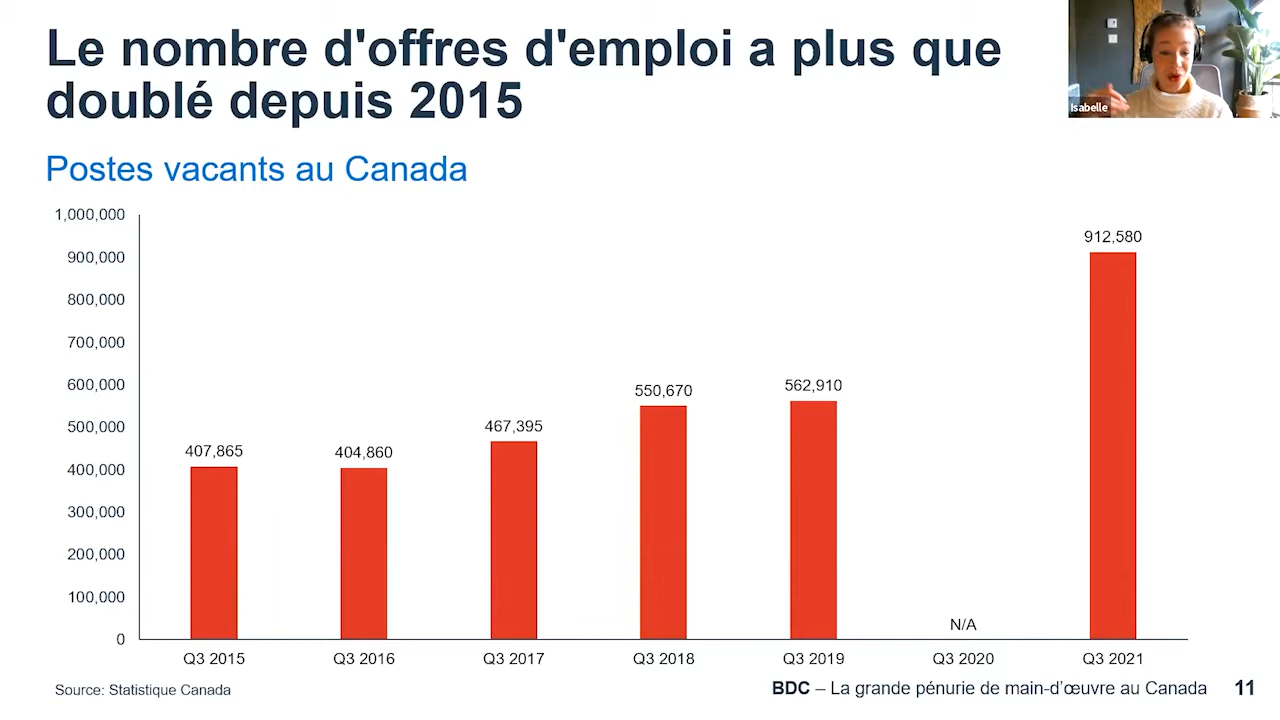 Le nombre d'offres d'emploi a plus que
doublé depuis 2015
Isabelle
Postes vacants au Canada
1,000,000
900,000
800,000
700,000
600,000
500,000
400,000
300,000
200,000
100,000
0
407,865
404,860
467,395
550,670
562,910
N/A
912,580
Q3 2015
Q3 2016
Q3 2017
Q3 2018
Q3 2019
Q3 2020
Q3 2021
Source: Statistique Canada
BDC – La grande pénurie de main-d’œuvre au Canada
11